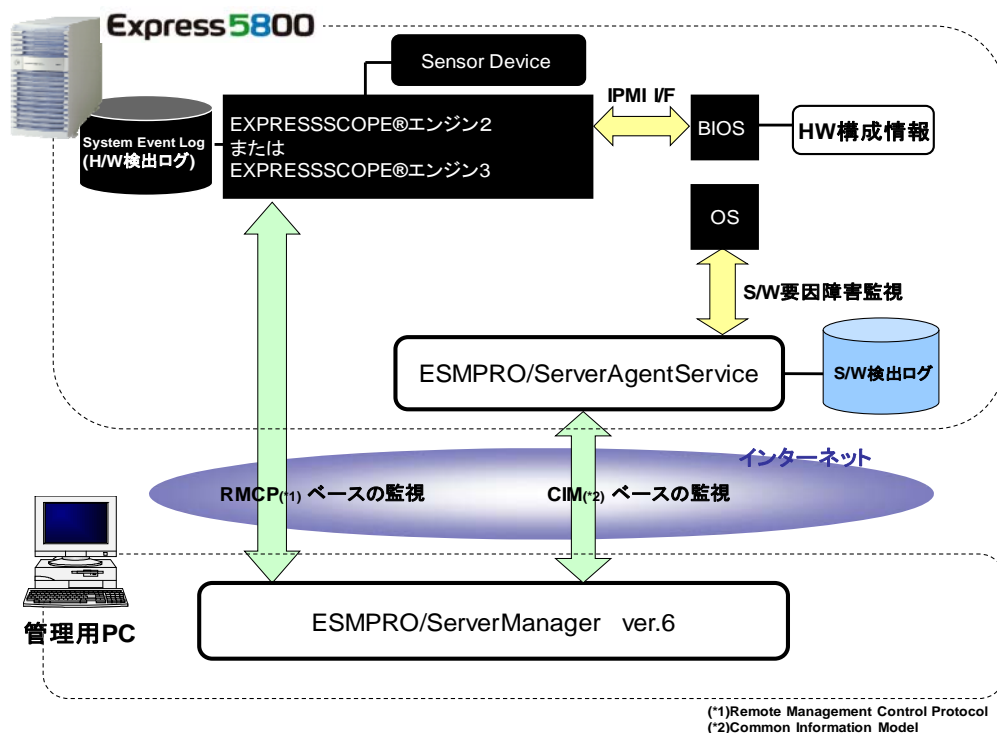 Express5800
Sensor Device
IPMI I/F
System Event Log
(H/W検出ログ)
EXPRESSSCOPE®エンジン2
または
EXPRESSSCOPE®エンジン3
BIOS
HW構成情報
OS
S/W要因障害監視
ESMPRO/ServerAgentService
S/W検出ログ
インターネット
RMCP(*1) ベースの監視
CIM(*2) ベースの監視
ESMPRO/ServerManager ver.6
管理用PC
(*1)Remote Management Control Protocol
(*2)Common Information Model